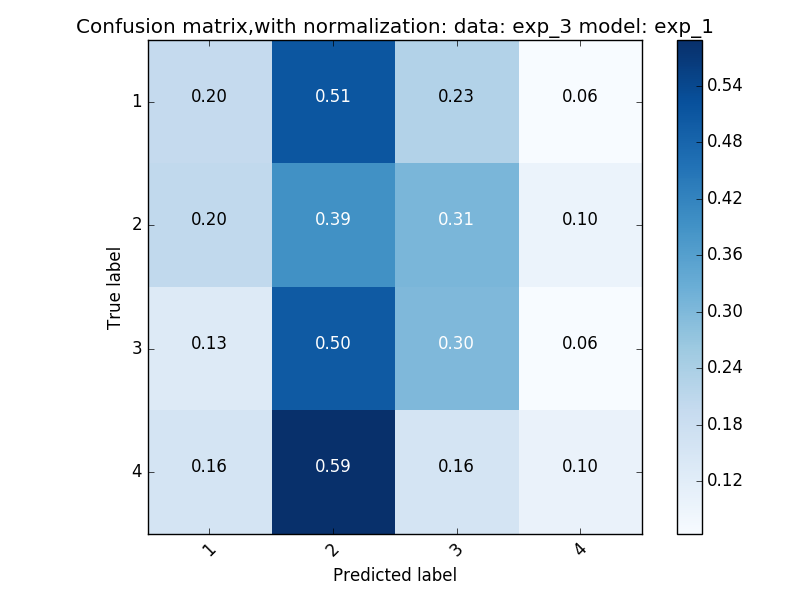 Confusion matrix,with normalization: data: exp_3 model: exp_1
True label
1 0.20 0.51 0.23 0.06
2 0.20 0.39 0.31 0.10
3 0.13 0.50 0.30 0.06
4 0.16 0.59 0.16 0.10
1 2 3 4
Predicted label
0.54
0.48
0.42
0.36
0.30
0.24
0.18
0.12